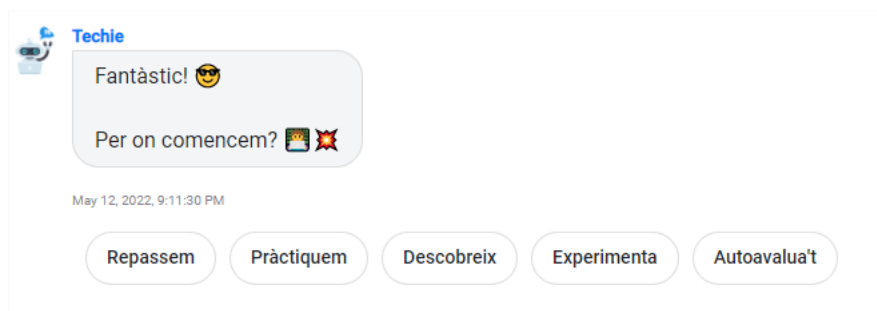 Techie
Fantàstic! 😎
Per on comencem? 👨‍💻💥
May 12, 2022, 9:11:30 PM
Repassem Pràctiquem Descobreix Experimenta Autoavalua't